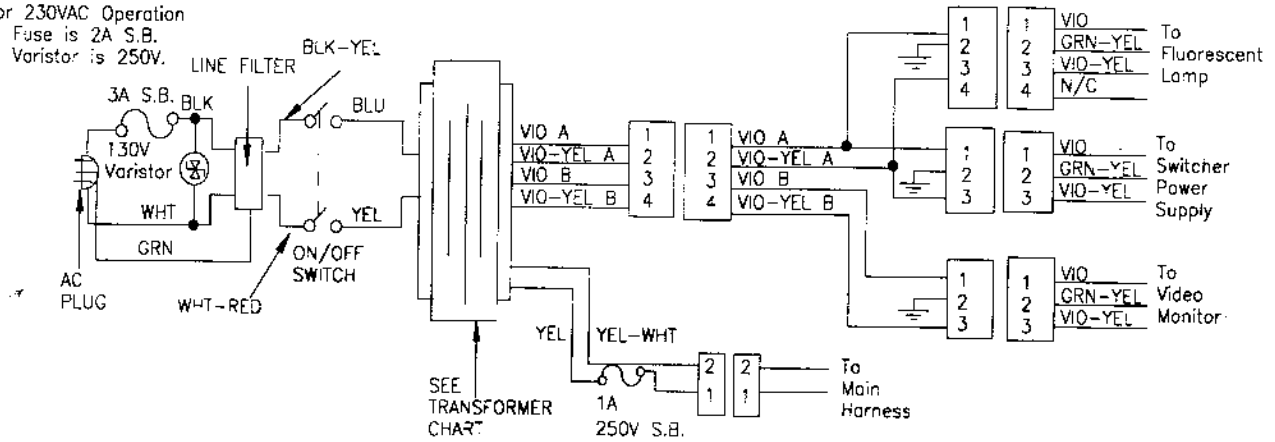 or 230VAC Operation
Fuse is 2A S.B.
Varistor is 250V.
LINE FILTER
BLK-YEL
3A S.B.
BLK
130V
Varistor
WHT
GRN
AC
PLUG
WHT-RED
BLU
YEL
ON/OFF
SWITCH
SEE
TRANSFORMER
CHART
VIO A
VIO-YEL A
VIO B
VIO-YEL B
1
2
3
4
1
2
3
4
VIO A
VIO-YEL A
VIO B
VIO-YEL B
YEL
YEL-WHT
1A
250V S.B.
2
1
2
1
To
Main
Harness
1
2
3
4
1
2
3
4
VIO
GRN-YEL
VIO-YEL
N/C
To
Fluorescent
Lamp
1
2
3
1
2
3
VIO
GRN-YEL
VIO-YEL
To
Switcher
Power
Supply
1
2
3
1
2
3
VIO
GRN-YEL
VIO-YEL
To
Video
Monitor